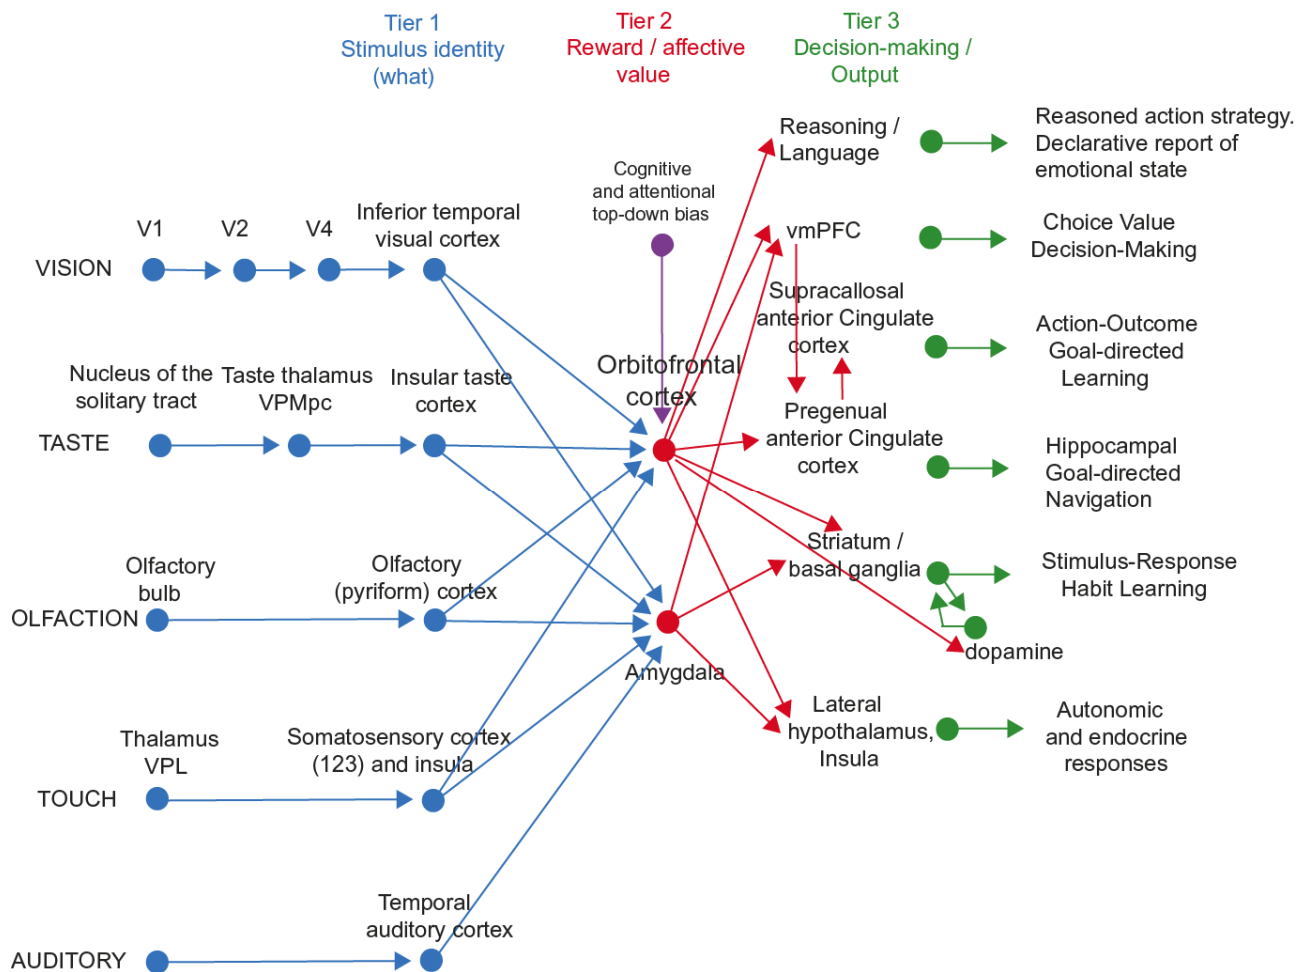 Tier 1
Stimulus identity
(what)
Tier 2
Reward / affective
value
Tier 3
Decision-making /
Output
Reasoning /
Language
Reasoned action strategy.
Declarative report of
emotional state
Cognitive
and attentional
top-down bias
VISION
V1
V2
V4
Inferior temporal
visual cortex
vmPFC
Choice Value
Decision-Making
Supracallosal
anterior Cingulate
cortex
Action-Outcome
Goal-directed
Learning
TASTE
Nucleus of the
solitary tract
Taste thalamus
VPMpc
Insular taste
cortex
Orbitofrontal
cortex
Pregenual
anterior Cingulate
cortex
Hippocampal
Goal-directed
Navigation
OLFACTION
Olfactory
bulb
Olfactory
(pyriform) cortex
Amygdala
Striatum /
basal ganglia
Stimulus-Response
Habit Learning
dopamine
TOUCH
Thalamus
VPL
Somatosensory cortex
(123) and insula
Lateral
hypothalamus,
Insula
Autonomic
and endocrine
responses
AUDITORY
Temporal
auditory cortex